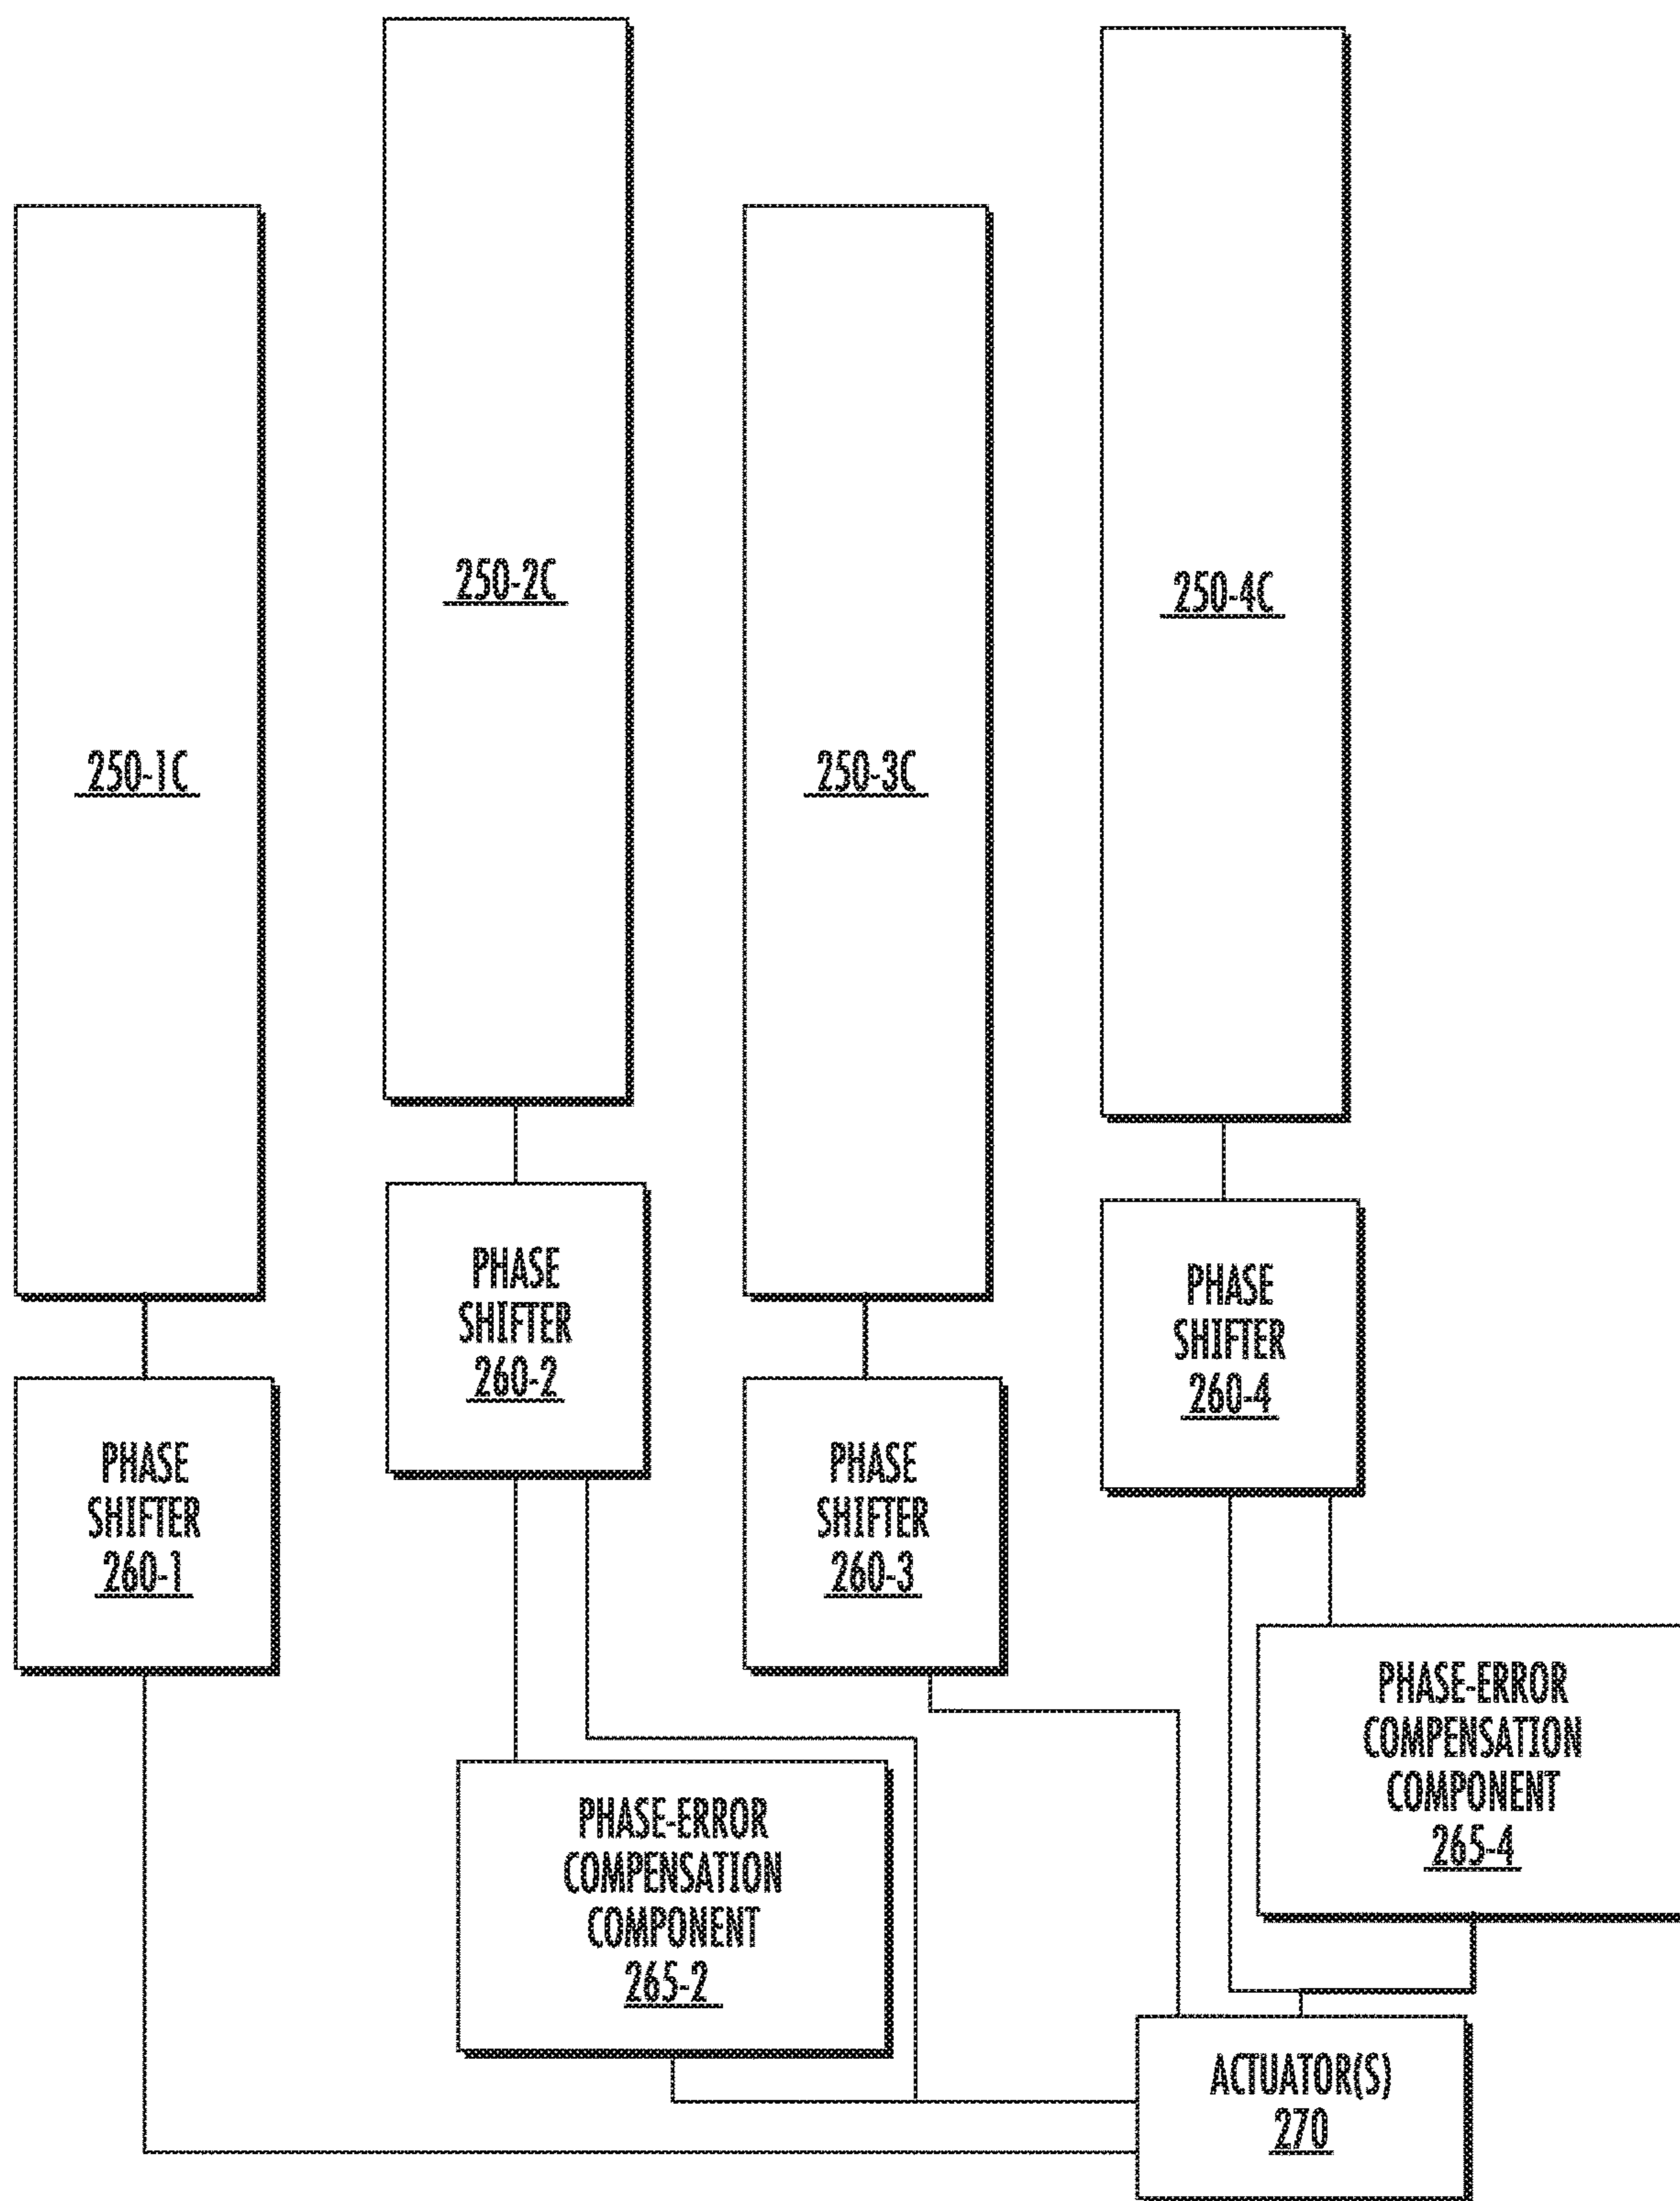 250-1C
250-2C
250-3C
250-4C
PHASE
SHIFTER
260-1
PHASE
SHIFTER
260-2
PHASE
SHIFTER
260-3
PHASE
SHIFTER
260-4
PHASE-ERROR
COMPENSATION
COMPONENT
265-2
PHASE-ERROR
COMPENSATION
COMPONENT
265-4
ACTUATOR(S)
270